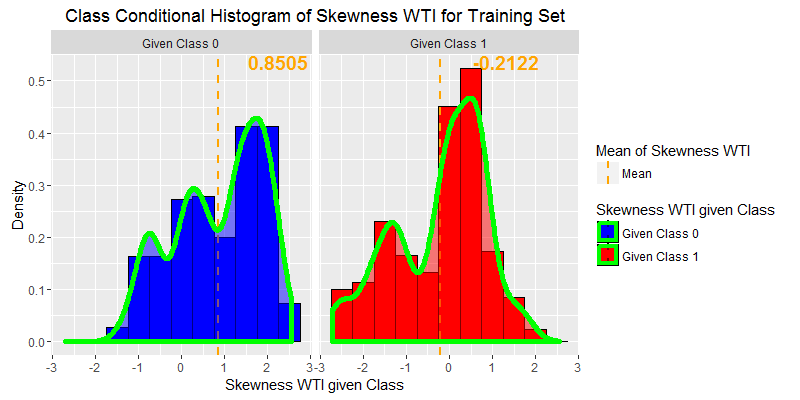 Class Conditional Histogram of Skewness WTI for Training Set
Given Class 0
Given Class 1
0.8505
-0.2122
0.5
0.4
0.3
0.2
0.1
0.0
Density
-3 -2 -1 0 1 2 3
-3 -2 -1 0 1 2 3
Skewness WTI given Class
Mean of Skewness WTI
Mean
Skewness WTI given Class
Given Class 0
Given Class 1